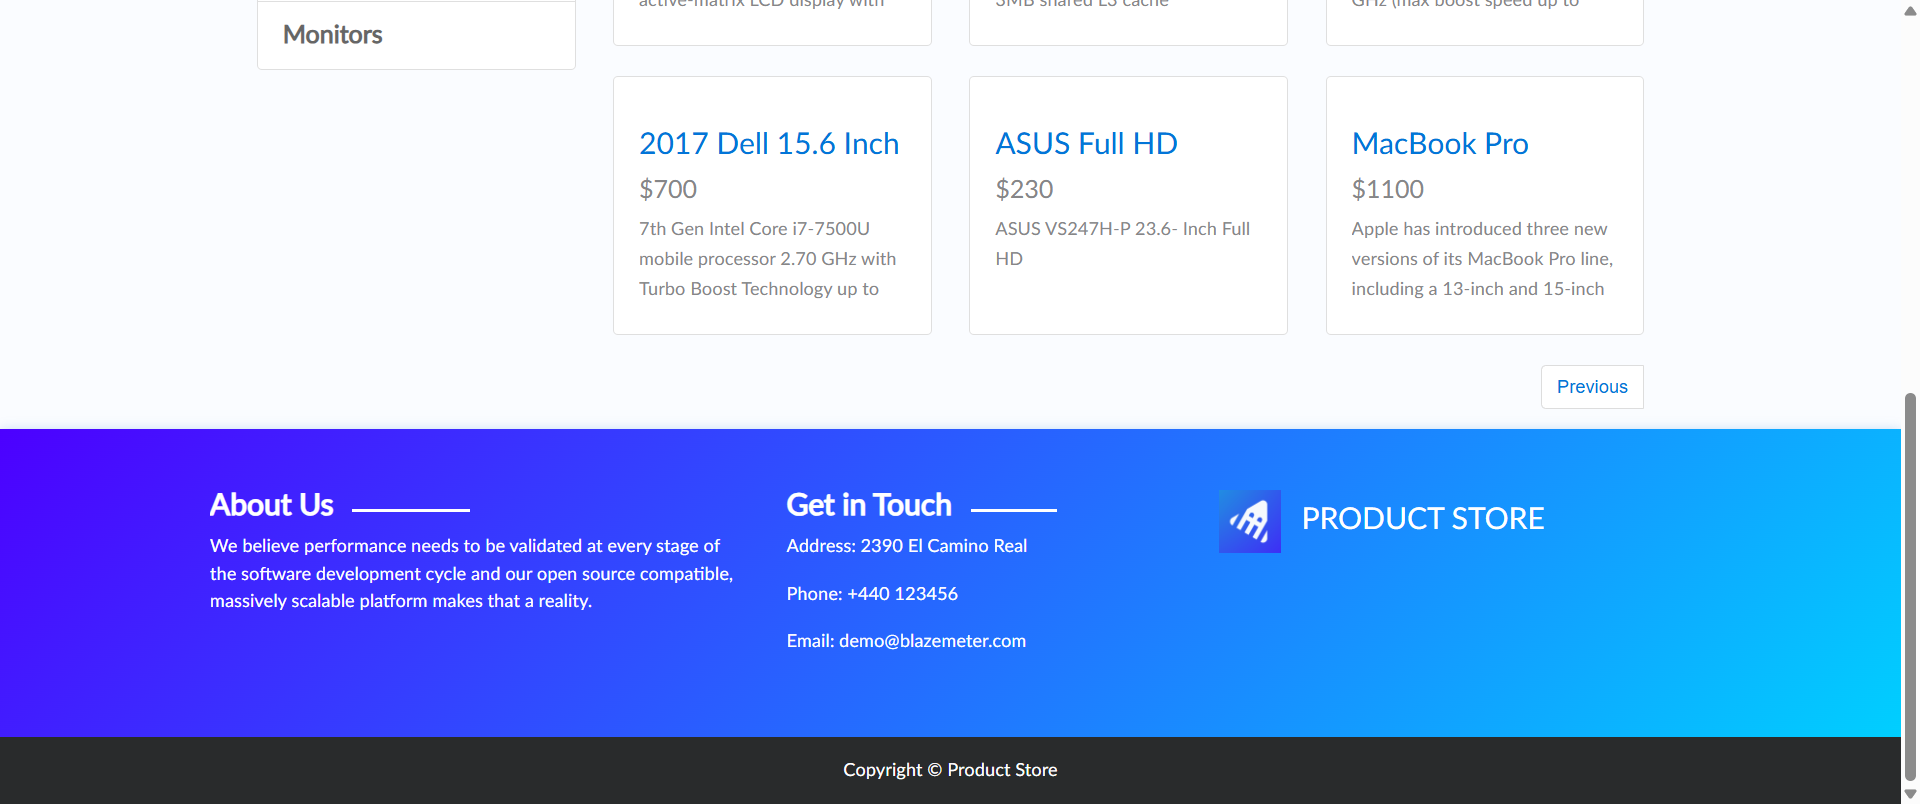 active-matrix LCD display with
3MB shared L3 cache
GHz (max boost speed up to
Monitors
2017 Dell 15.6 Inch
$700
7th Gen Intel Core i7-7500U
mobile processor 2.70 GHz with
Turbo Boost Technology up to
ASUS Full HD
$230
ASUS VS247H-P 23.6- Inch Full
HD
MacBook Pro
$1100
Apple has introduced three new
versions of its MacBook Pro line,
including a 13-inch and 15-inch
Previous
About Us
We believe performance needs to be validated at every stage of
the software development cycle and our open source compatible,
massively scalable platform makes that a reality.
Get in Touch
Address: 2390 El Camino Real
Phone: +440 123456
Email: demo@blazemeter.com
PRODUCT STORE
Copyright © Product Store